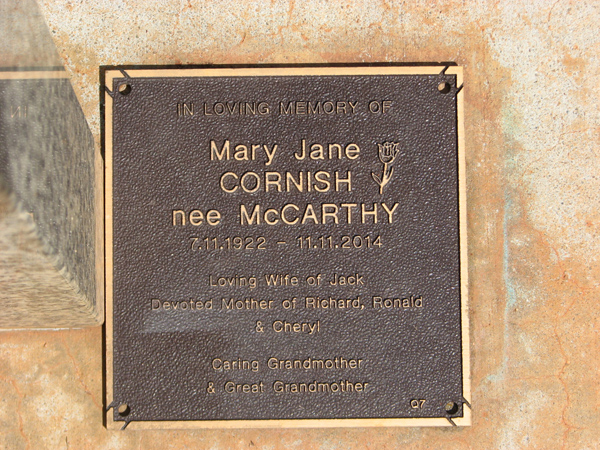 IN LOVING MEMORY OF
Mary Jane
CORNISH
nee McCARTHY
7.11.1922 - 11.11.2014
Loving Wife of Jack
Devoted Mother of Richard, Ronald
& Cheryl
Caring Grandmother
& Great Grandmother
Q7